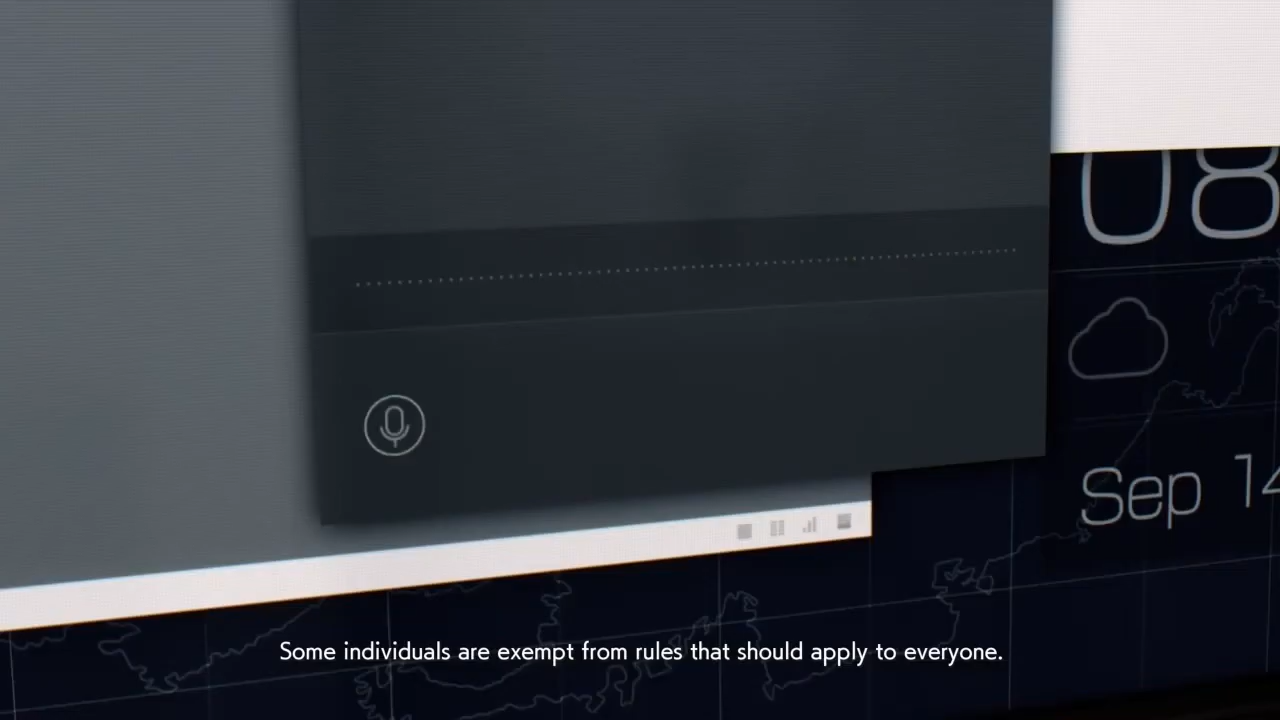 08
Sep 14
Some individuals are exempt from rules that should apply to everyone.